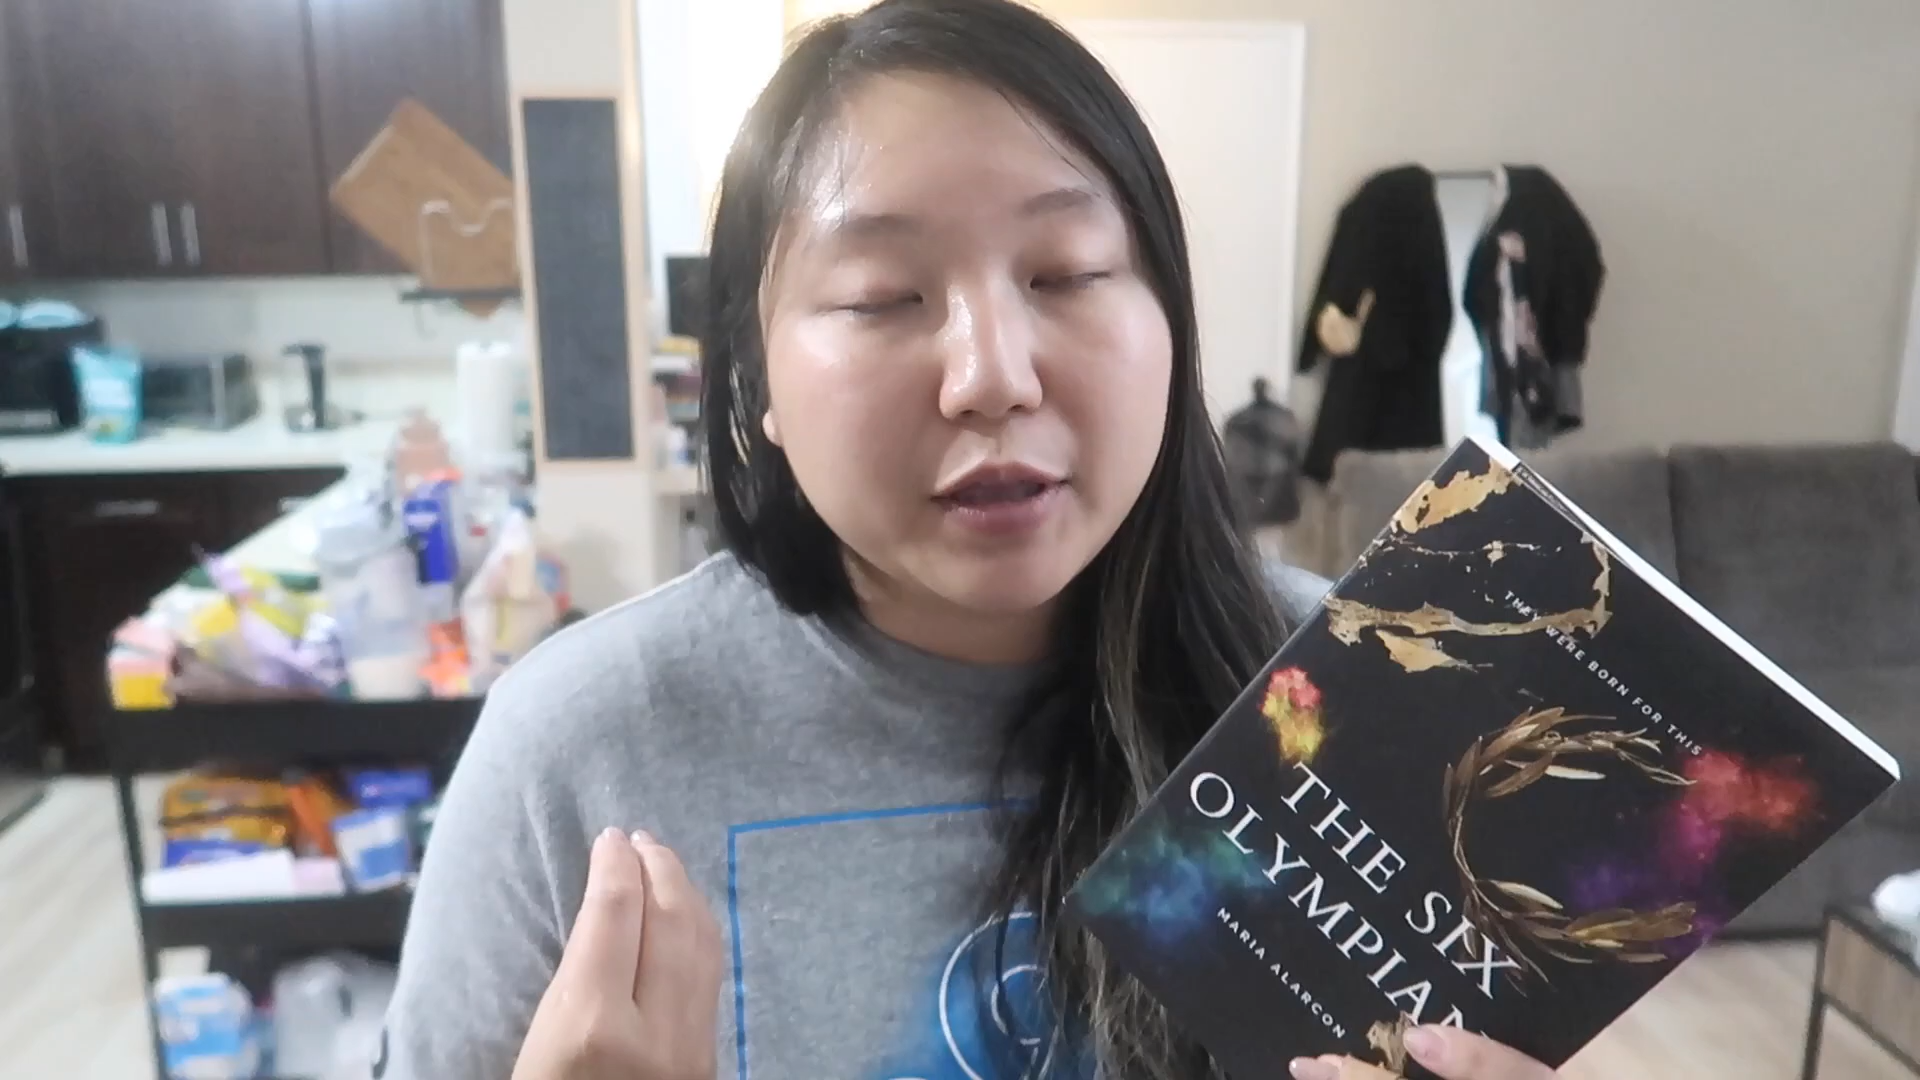 THEY WERE BORN FOR THIS
THE SIX
OLYMPIAN
MARIA ALARCON